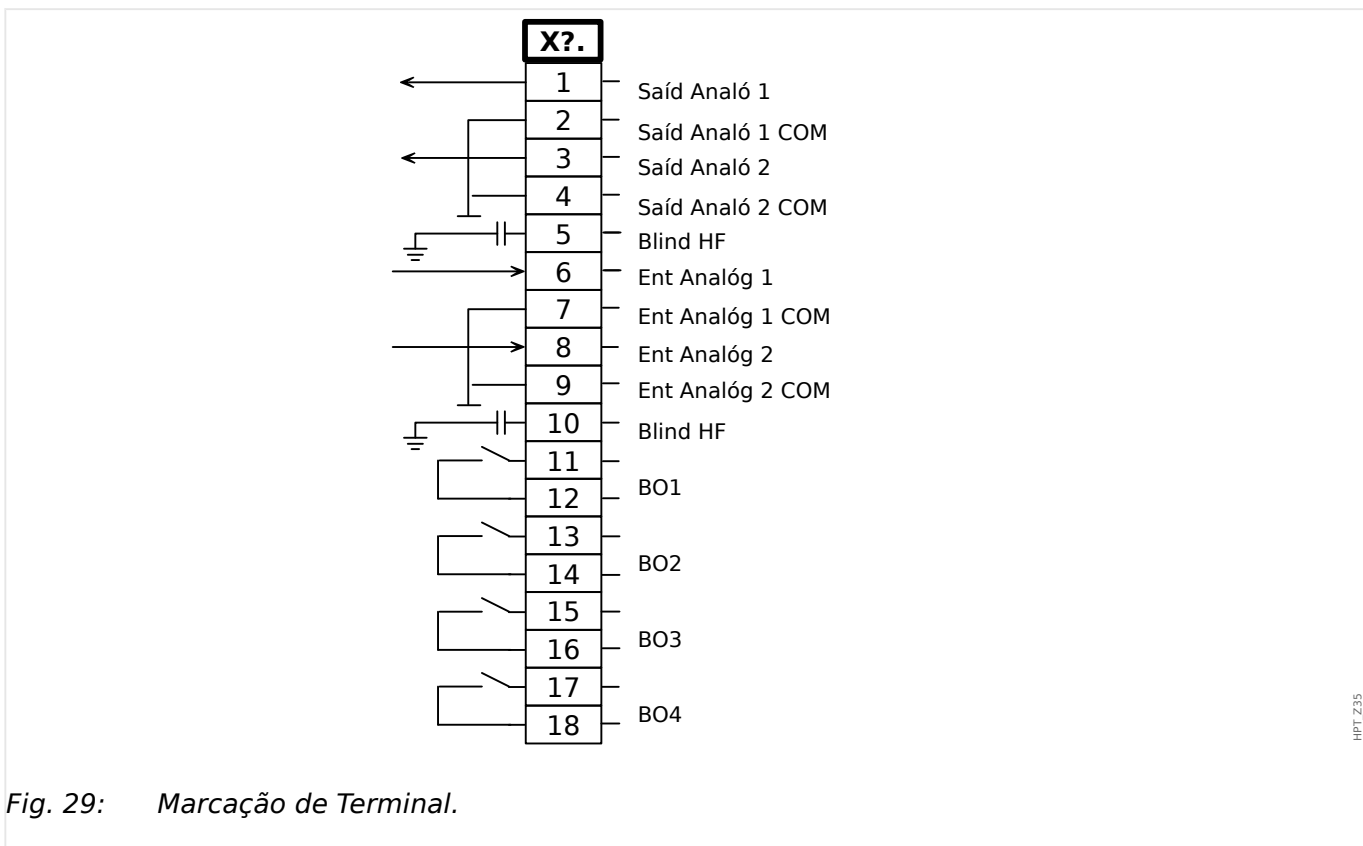 X?.
1 Saíd Analó 1
2 Saíd Analó 1 COM
3 Saíd Analó 2
4 Saíd Analó 2 COM
5 Blind HF
6 Ent Analóg 1
7 Ent Analóg 1 COM
8 Ent Analóg 2
9 Ent Analóg 2 COM
10 Blind HF
11
BO1
12
13
BO2
14
15
BO3
16
17
BO4
18
HPT_Z35
Fig. 29: Marcação de Terminal.